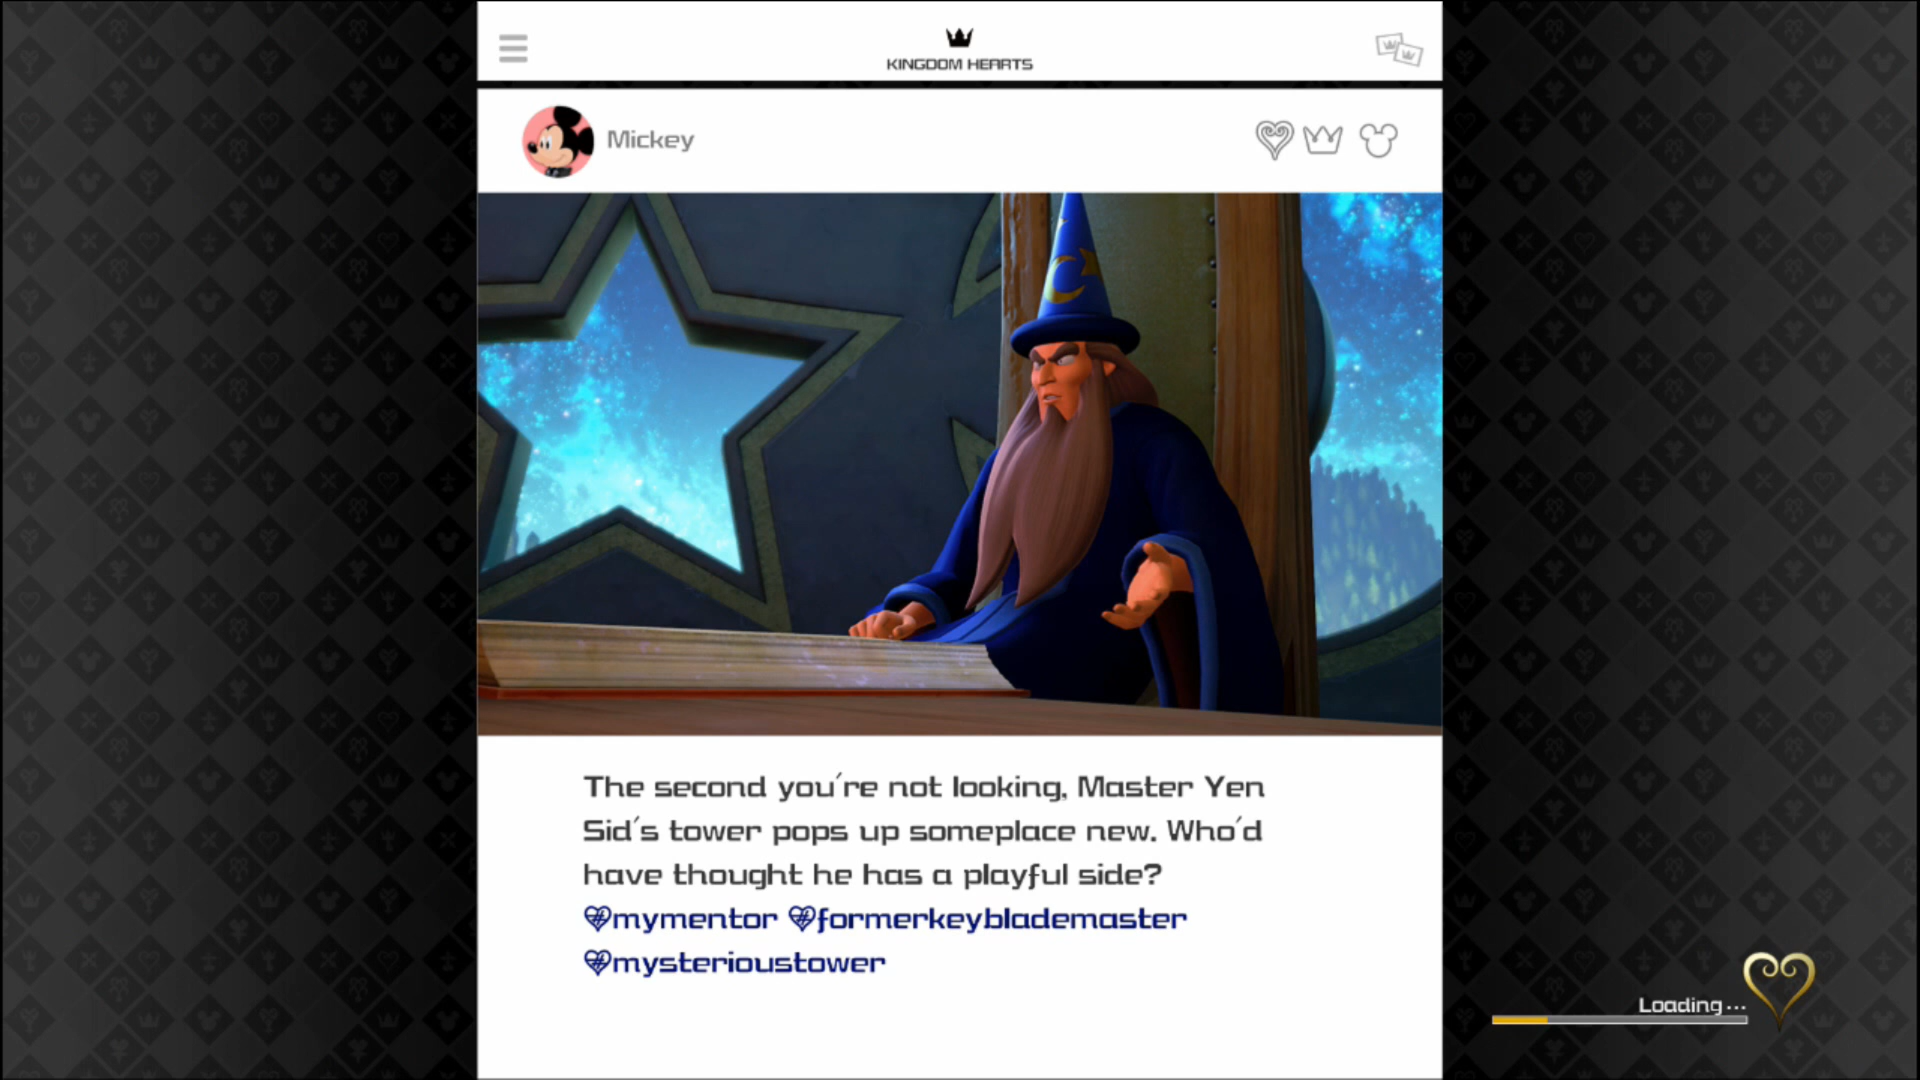 KINGDOM HEARTS
Mickey
The second you're not looking, Master Yen
Sid's tower pops up someplace new. Who'd
have thought he has a playful side?
#mymentor #formerkeyblademaster
#mysterioustower
Loading...